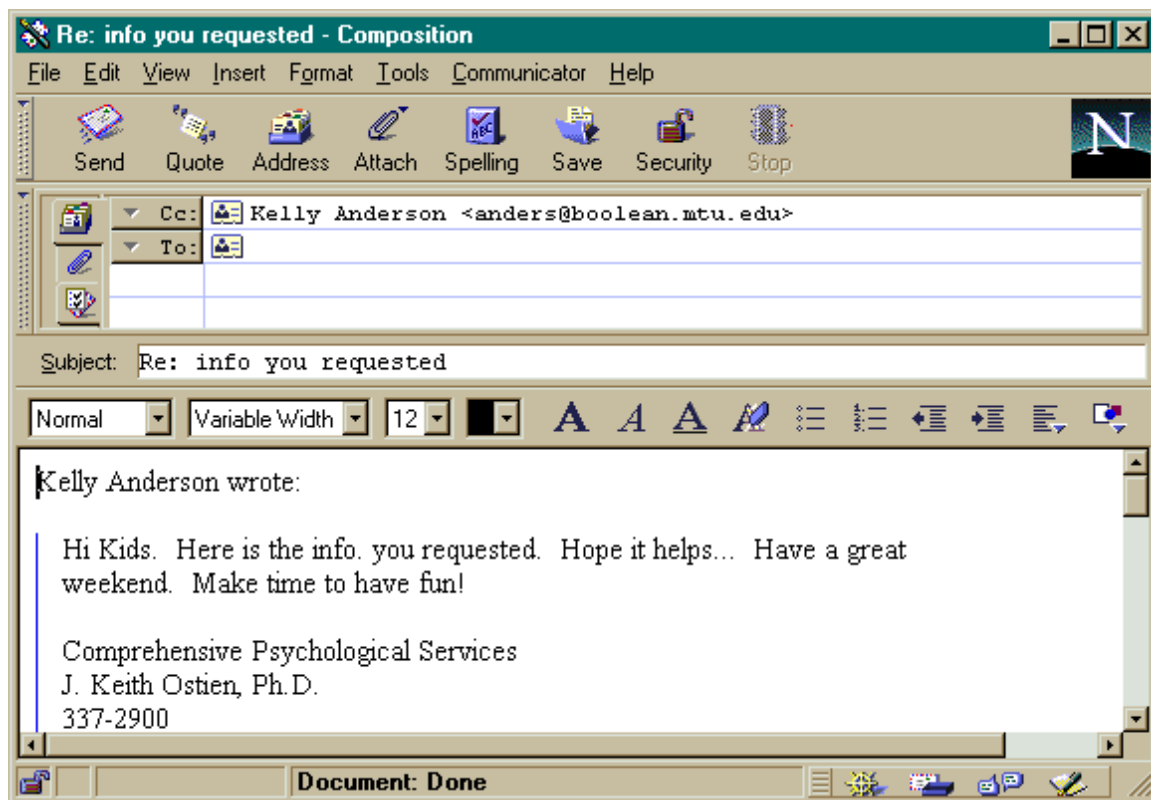 Re: info you requested - Composition
File Edit View Insert Format Tools Communicator Help
Send Quote Address Attach Spelling Save Security Stop
N
Cc: Kelly Anderson <anders@boolean.mtu.edu>
To:
Subject: Re: info you requested
Normal Variable Width 12 A A A
Kelly Anderson wrote:
Hi Kids. Here is the info. you requested. Hope it helps... Have a great
weekend. Make time to have fun!
Comprehensive Psychological Services
J. Keith Ostien, Ph.D.
337-2900
Document: Done